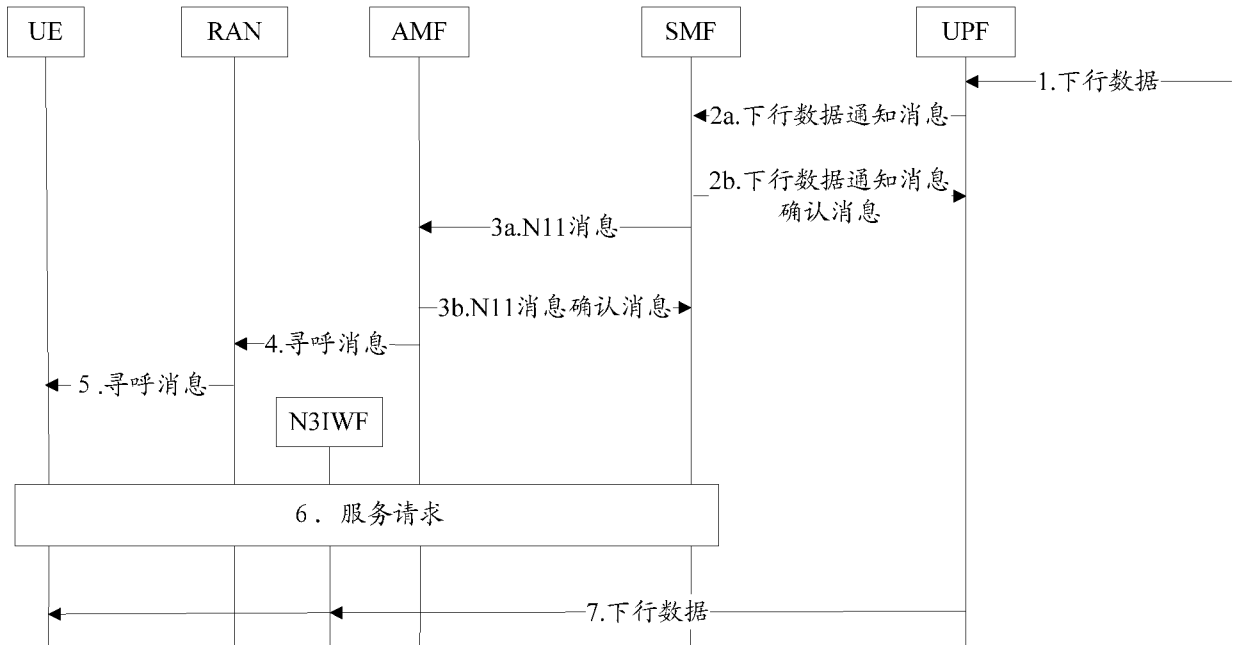 UE
RAN
AMF
SMF
UPF
1.下行数据
2a.下行数据通知消息
2b.下行数据通知消息
确认消息
3a.N11消息
3b.N11消息确认消息
4.寻呼消息
5 .寻呼消息
N3IWF
6． 服务请求
7.下行数据